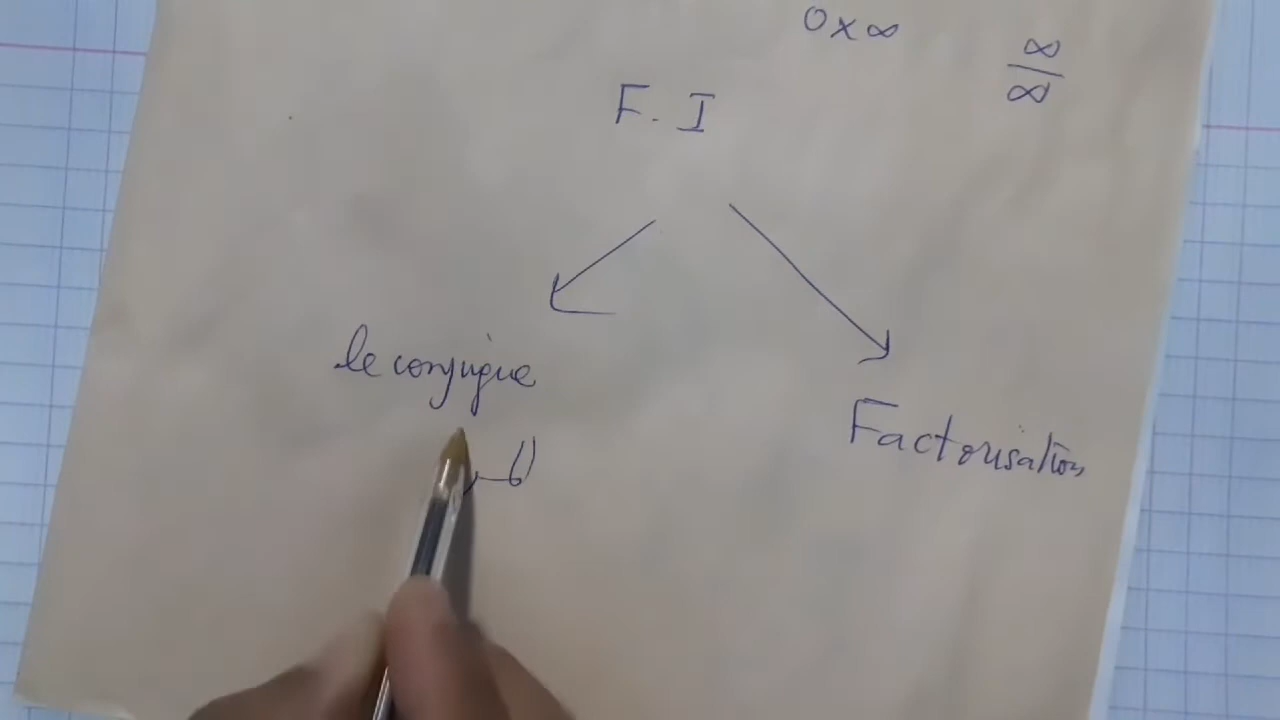 0 x ∞
∞/∞
F. I
le conjugue
Factorisation